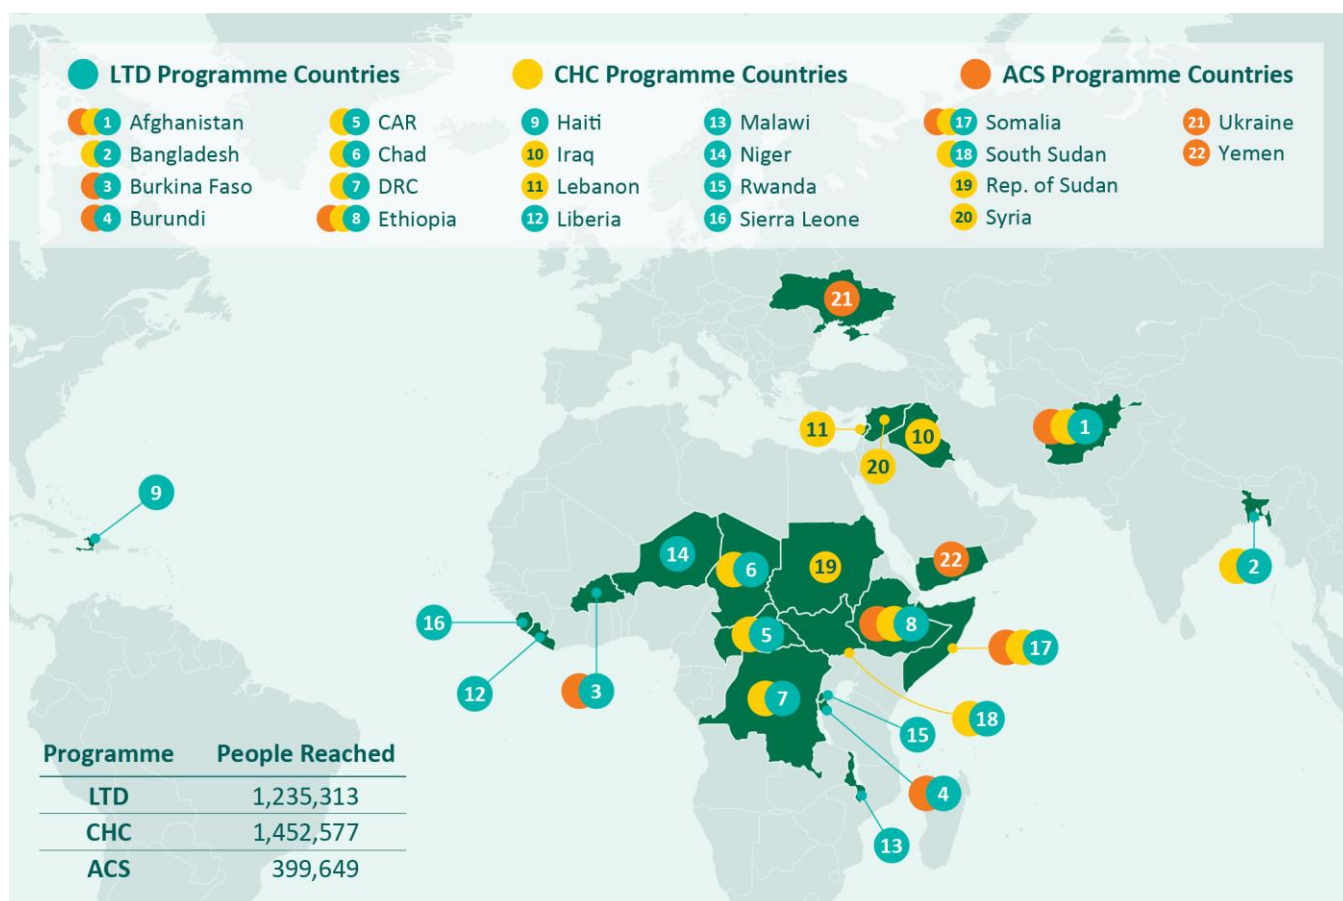 LTD Programme Countries
CHC Programme Countries
ACS Programme Countries
1 Afghanistan
2 Bangladesh
3 Burkina Faso
4 Burundi
5 CAR
6 Chad
7 DRC
8 Ethiopia
9 Haiti
10 Iraq
11 Lebanon
12 Liberia
13 Malawi
14 Niger
15 Rwanda
16 Sierra Leone
17 Somalia
18 South Sudan
19 Rep. of Sudan
20 Syria
21 Ukraine
22 Yemen
21
11
20
10
1
9
2
14
6
19
22
16
5
8
17
12
3
7
18
15
4
13
Programme People Reached
LTD 1,235,313
CHC 1,452,577
ACS 399,649